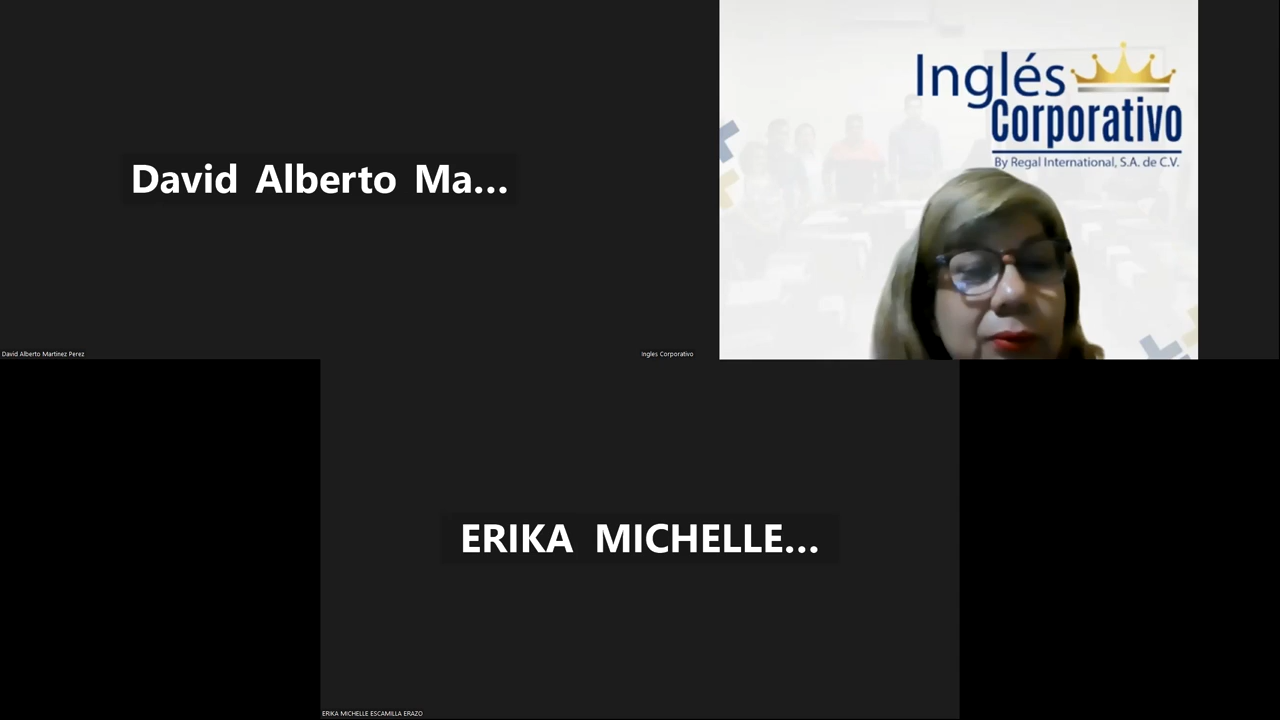 David Alberto Ma...
David Alberto Martinez Perez
Inglés
Corporativo
By Regal International, S.A. de C.V.
Ingles Corporativo
ERIKA MICHELLE...
ERIKA MICHELLE ESCAMILLA ERAZO